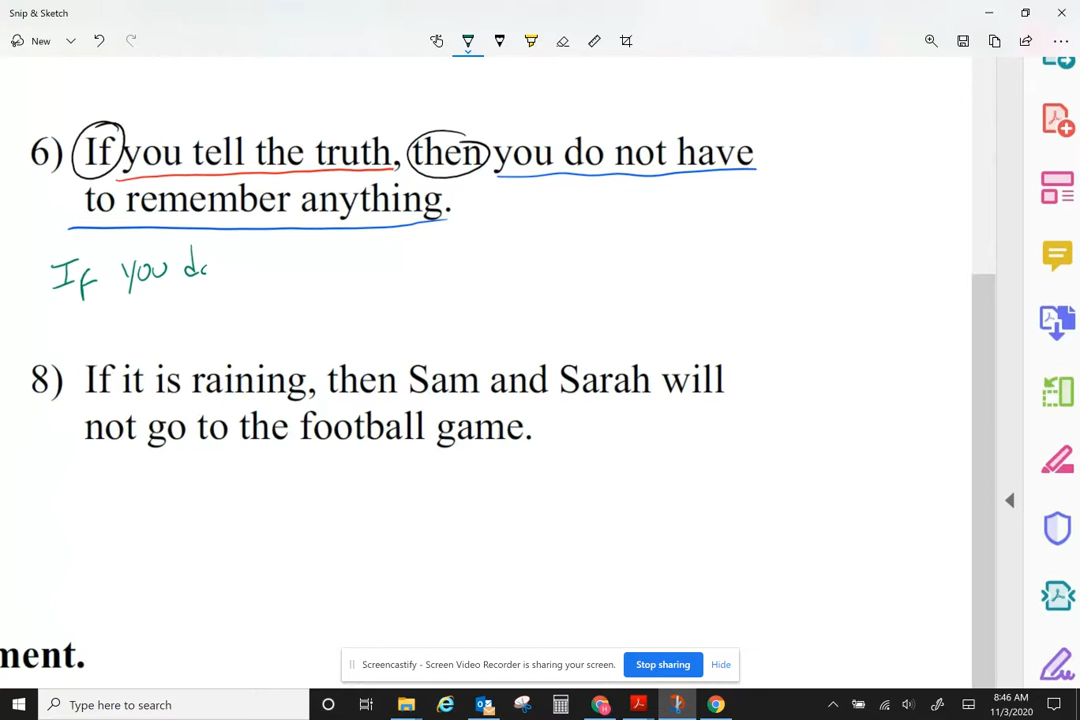 Snip & Sketch
New
6) If you tell the truth, then you do not have
to remember anything.
If you do
8) If it is raining, then Sam and Sarah will
not go to the football game.
ment.
Screencastify - Screen Video Recorder is sharing your screen.
Stop sharing
Hide
Type here to search
8:46 AM
11/3/2020